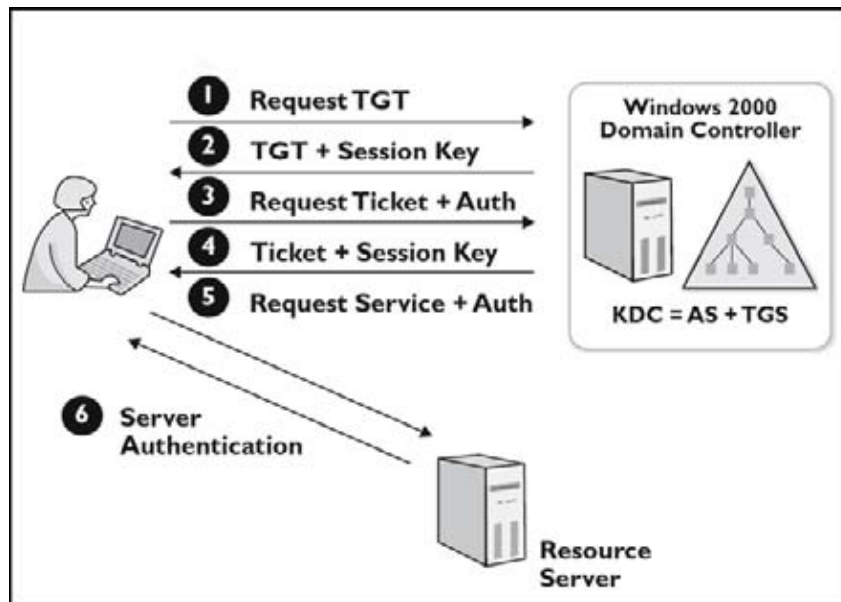 1 Request TGT
2 TGT + Session Key
3 Request Ticket + Auth
4 Ticket + Session Key
5 Request Service + Auth
Windows 2000
Domain Controller
KDC = AS + TGS
6 Server
Authentication
Resource
Server